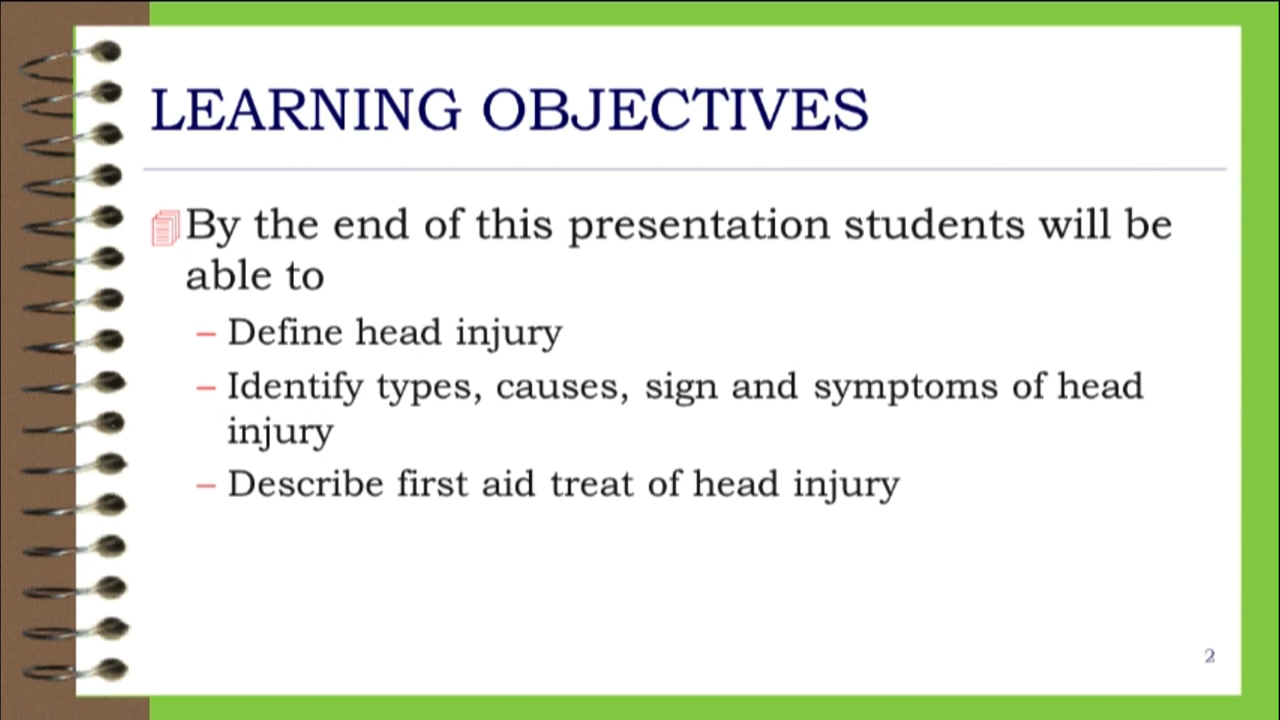 LEARNING OBJECTIVES
By the end of this presentation students will be
able to
– Define head injury
– Identify types, causes, sign and symptoms of head
injury
– Describe first aid treat of head injury
2